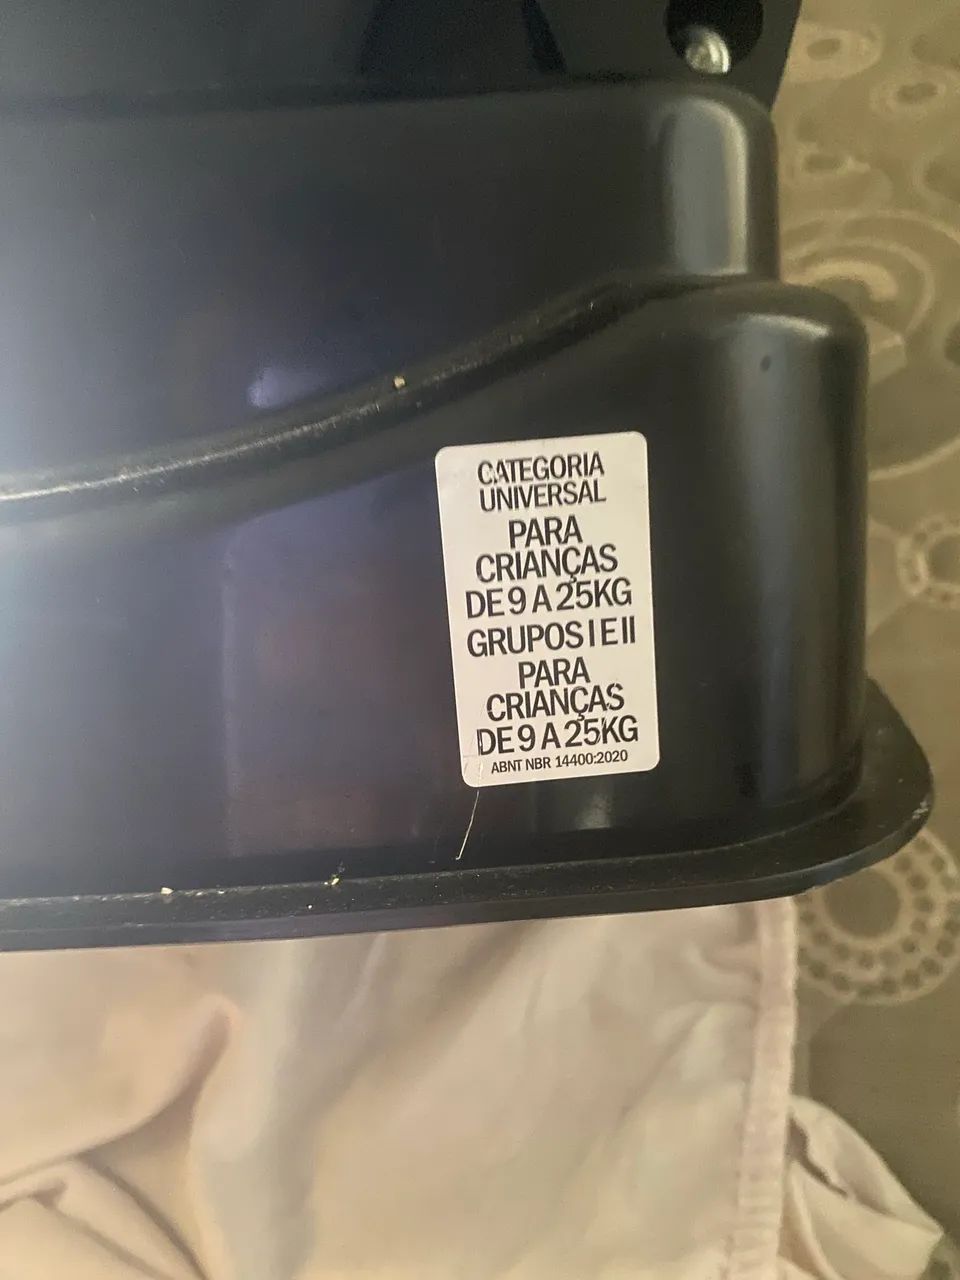 CATEGORIA
UNIVERSAL
PARA
CRIANÇAS
DE 9 A 25KG
GRUPOS I E II
PARA
CRIANÇAS
DE 9 A 25KG
ABNT NBR 14400:2020